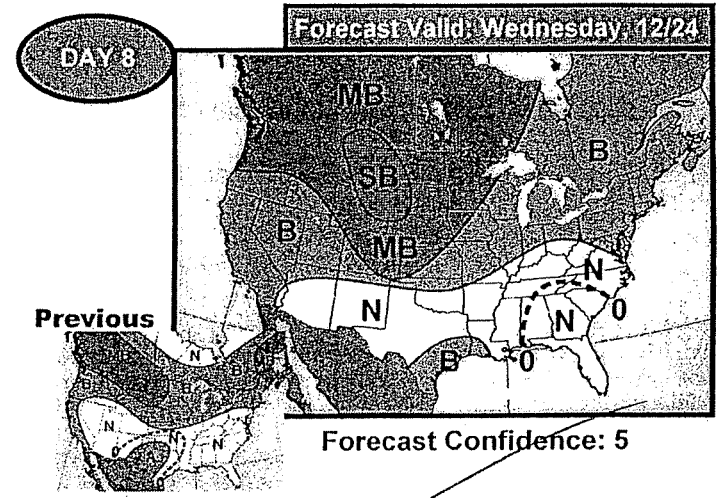 Forecast Valid: Wednesday: 12/24
DAY 8
MB
B
SB
B
MB
N
N
0
N
B
0
Previous
N
B
N
N
N
Forecast Confidence: 5